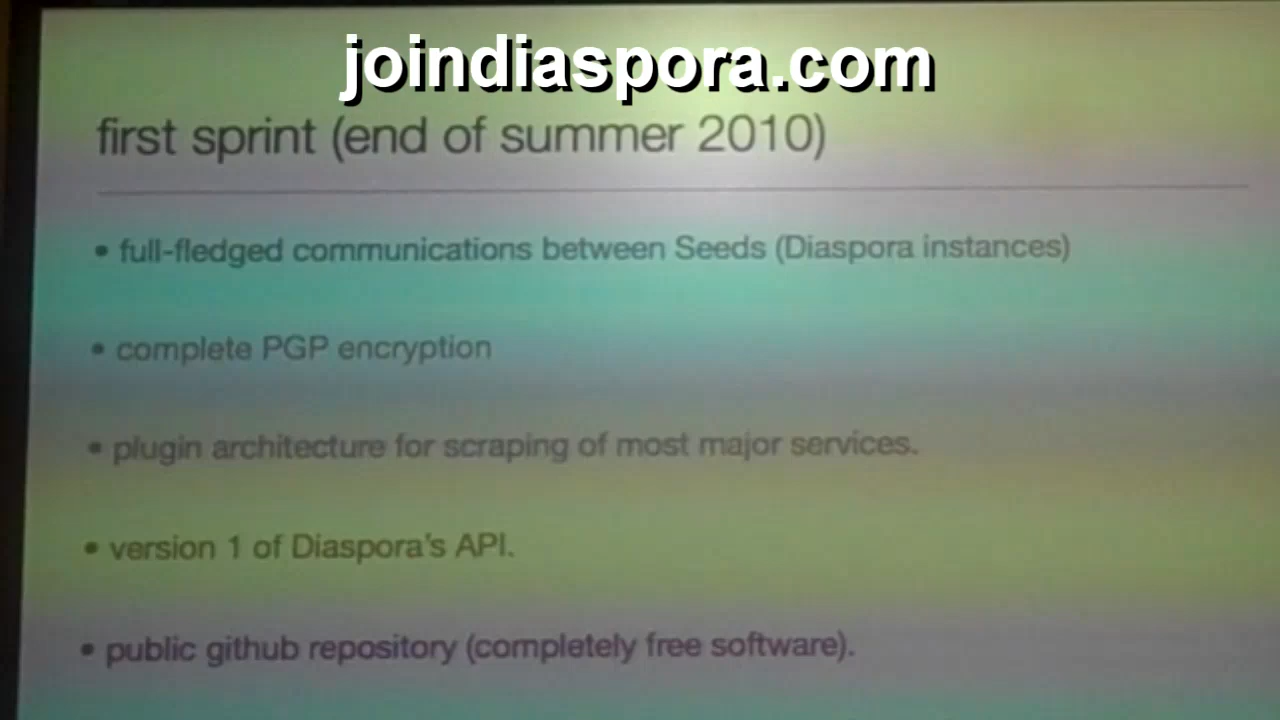 joindiaspora.com
first sprint (end of summer 2010)
• full-fledged communications between Seeds (Diaspora instances)
• complete PGP encryption
• plugin architecture for scraping of most major services.
• version 1 of Diaspora's API.
• public github repository (completely free software).